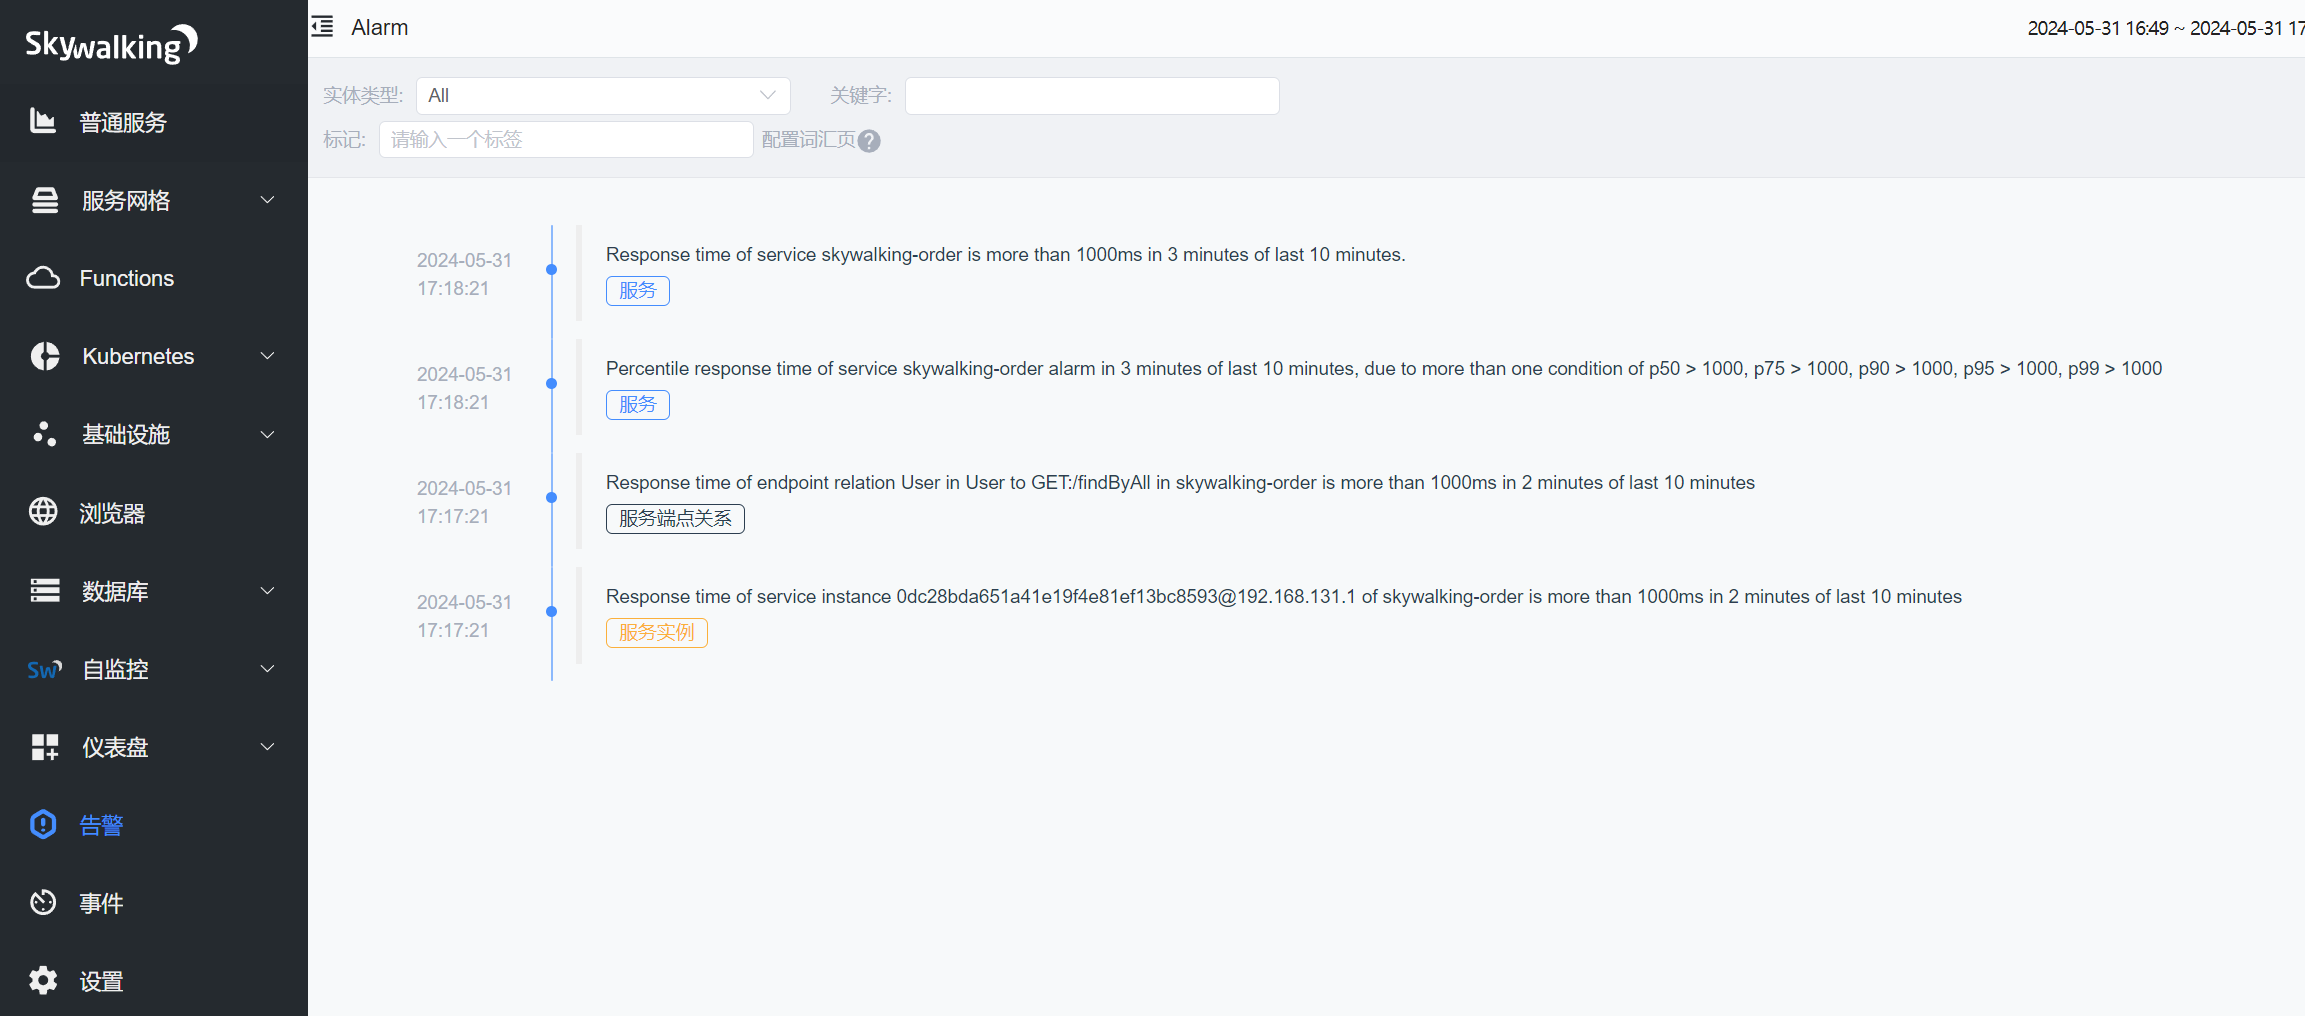 Skywalking
普通服务
服务网格
Functions
Kubernetes
基础设施
浏览器
数据库
Sw 自监控
仪表盘
告警
事件
设置
Alarm
2024-05-31 16:49 ~ 2024-05-31 17
实体类型: All 关键字:
标记: 请输入一个标签 配置词汇页 ?
2024-05-31
17:18:21
Response time of service skywalking-order is more than 1000ms in 3 minutes of last 10 minutes.
服务
2024-05-31
17:18:21
Percentile response time of service skywalking-order alarm in 3 minutes of last 10 minutes, due to more than one condition of p50 > 1000, p75 > 1000, p90 > 1000, p95 > 1000, p99 > 1000
服务
2024-05-31
17:17:21
Response time of endpoint relation User in User to GET:/findByAll in skywalking-order is more than 1000ms in 2 minutes of last 10 minutes
服务端点关系
2024-05-31
17:17:21
Response time of service instance 0dc28bda651a41e19f4e81ef13bc8593@192.168.131.1 of skywalking-order is more than 1000ms in 2 minutes of last 10 minutes
服务实例